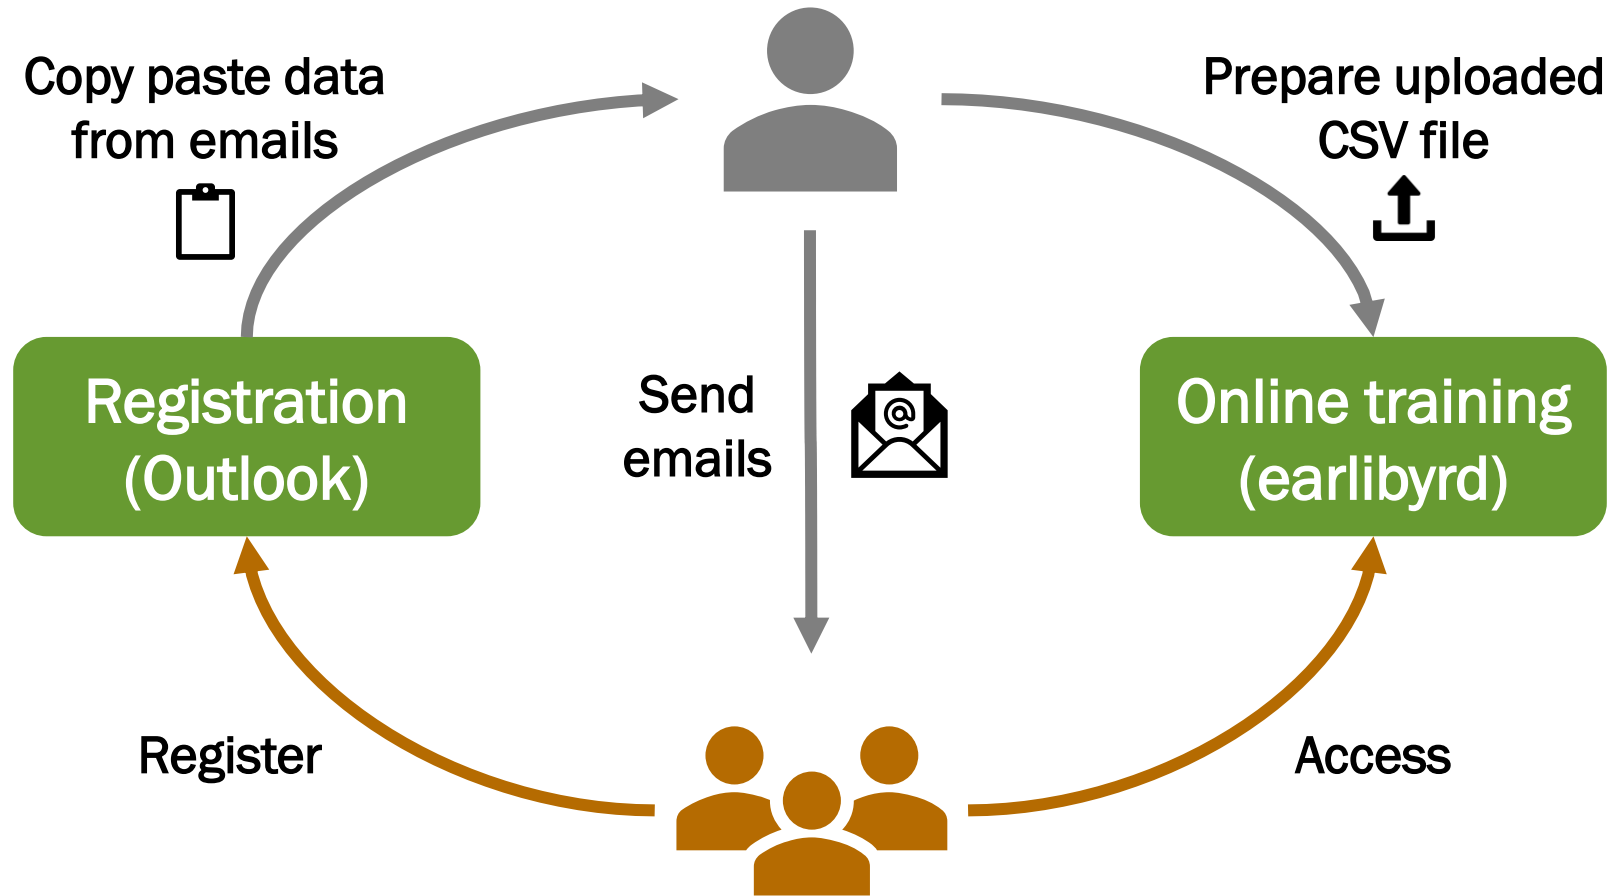 Copy paste data
from emails
Prepare uploaded
CSV file
Registration
(Outlook)
Send
emails
@
Online training
(earlibyrd)
Register
Access